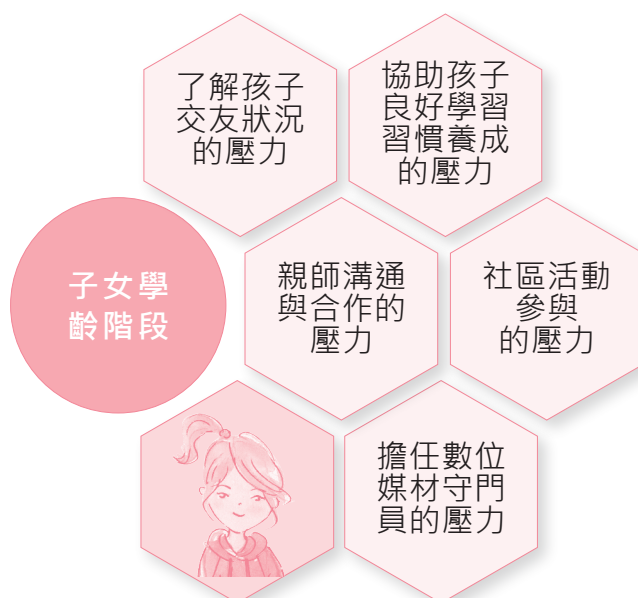 了解孩子
交友狀況
的壓力
協助孩子
良好學習
習慣養成
的壓力
子女學
齡階段
親師溝通
與合作的
壓力
社區活動
參與
的壓力
擔任數位
媒材守門
員的壓力